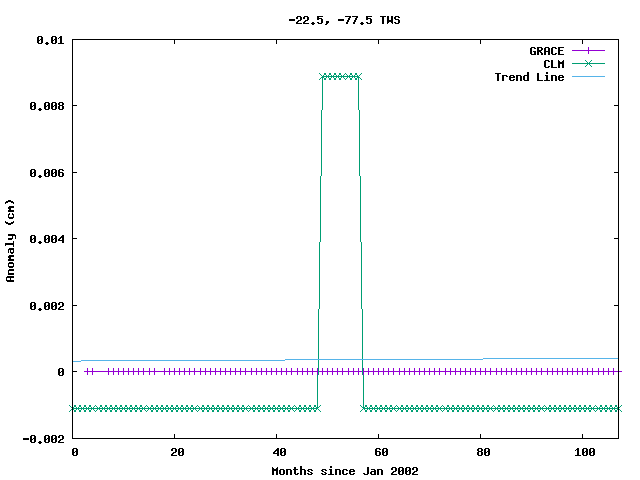 -22.5, -77.5 TWS
0.01
0.008
0.006
0.004
0.002
0
-0.002
Anomaly (cm)
GRACE
CLM
Trend Line
0 20 40 60 80 100
Months since Jan 2002